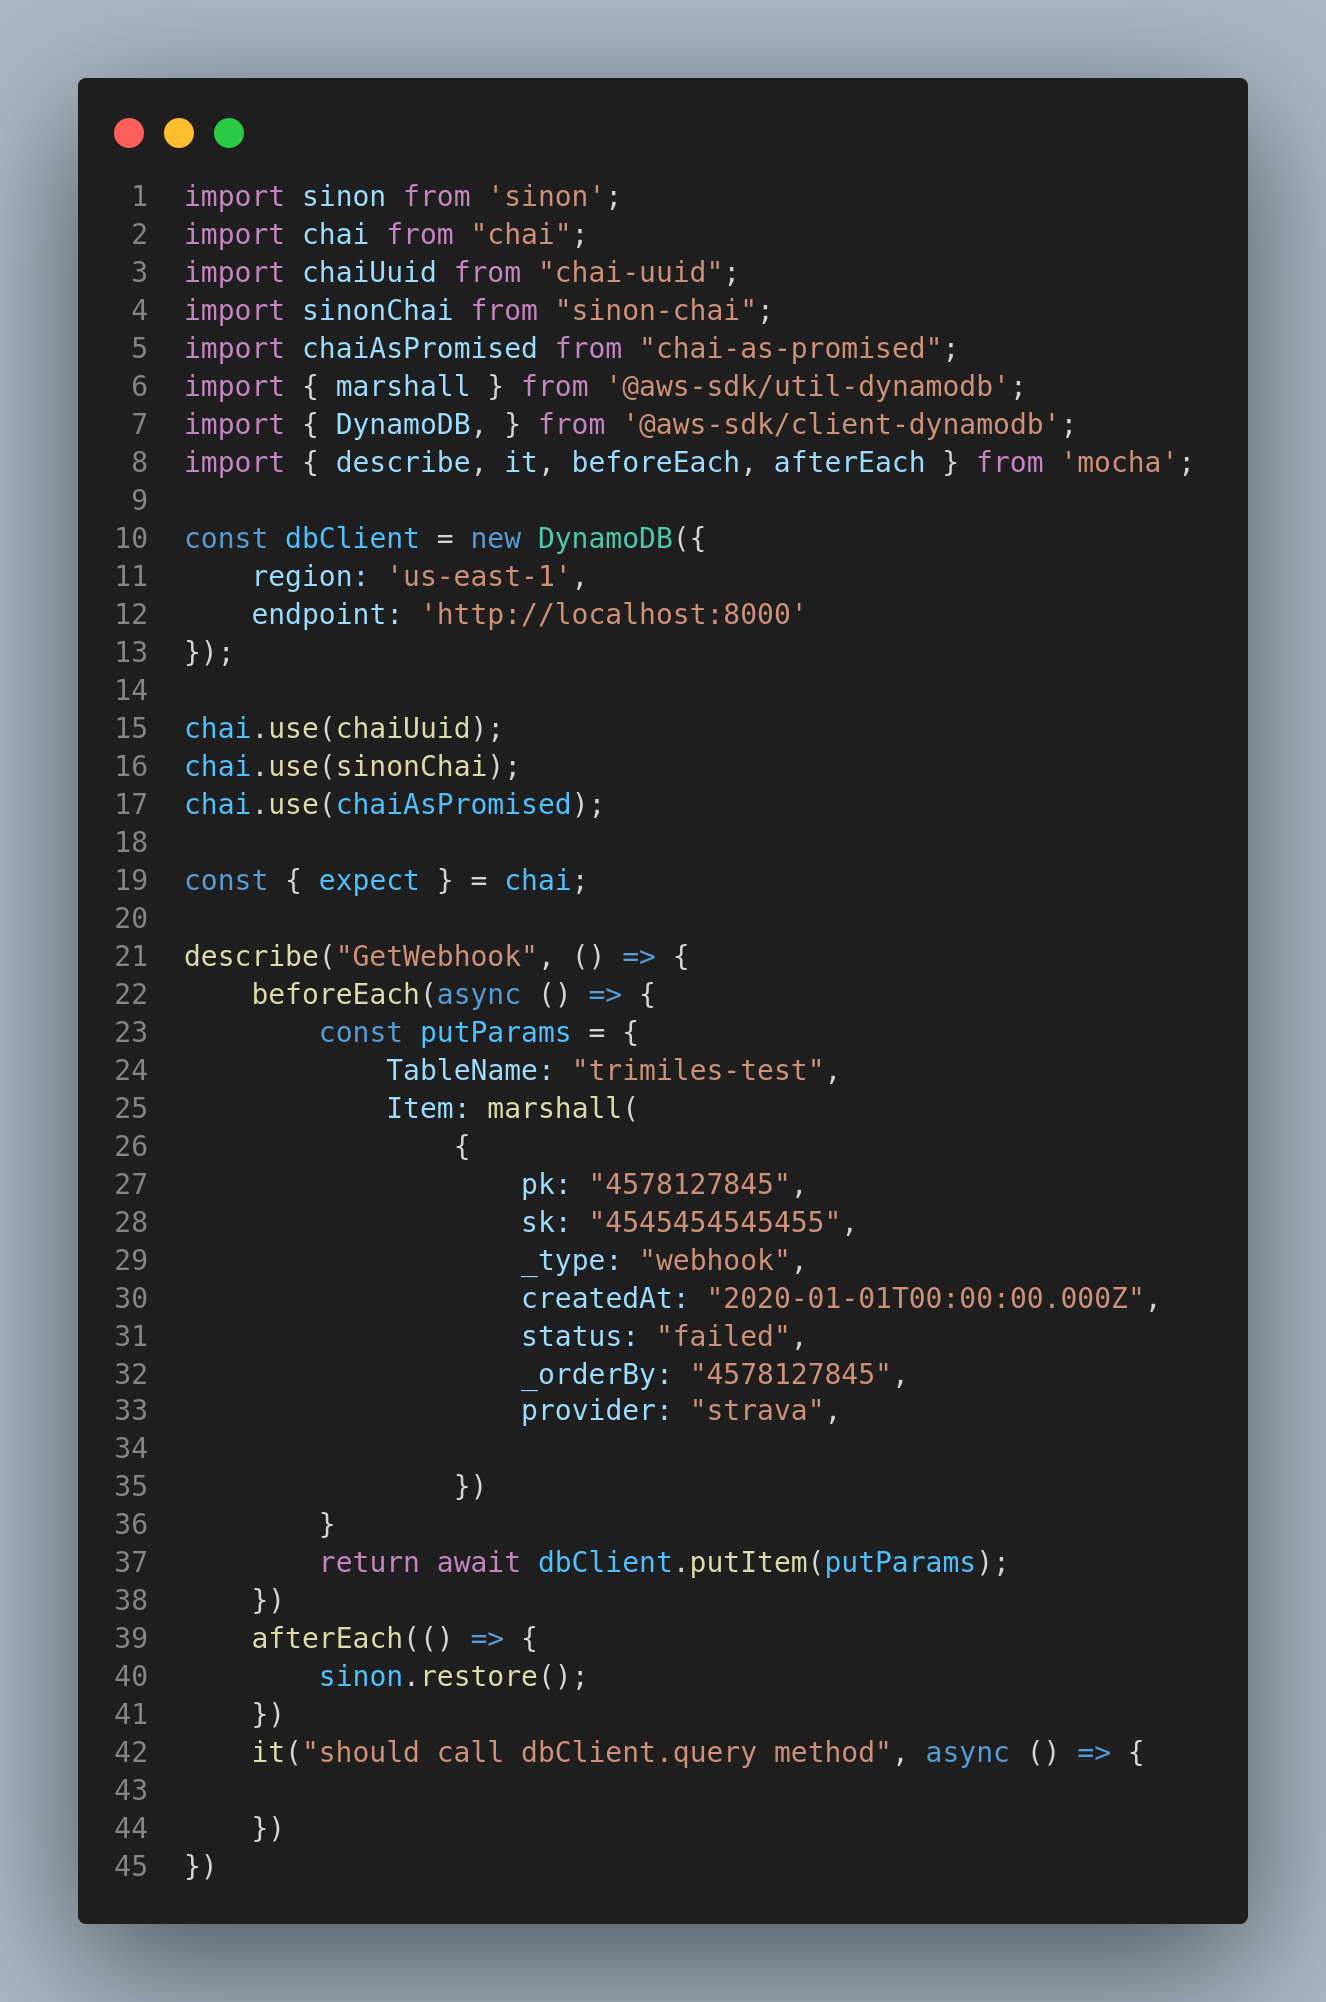 1 import sinon from 'sinon';
2 import chai from "chai";
3 import chaiUuid from "chai-uuid";
4 import sinonChai from "sinon-chai";
5 import chaiAsPromised from "chai-as-promised";
6 import { marshall } from '@aws-sdk/util-dynamodb';
7 import { DynamoDB, } from '@aws-sdk/client-dynamodb';
8 import { describe, it, beforeEach, afterEach } from 'mocha';
9
10 const dbClient = new DynamoDB({
11     region: 'us-east-1',
12     endpoint: 'http://localhost:8000'
13 });
14
15 chai.use(chaiUuid);
16 chai.use(sinonChai);
17 chai.use(chaiAsPromised);
18
19 const { expect } = chai;
20
21 describe("GetWebhook", () => {
22     beforeEach(async () => {
23         const putParams = {
24             TableName: "trimiles-test",
25             Item: marshall(
26                 {
27                     pk: "4578127845",
28                     sk: "4545454545455",
29                     _type: "webhook",
30                     createdAt: "2020-01-01T00:00:00.000Z",
31                     status: "failed",
32                     _orderBy: "4578127845",
33                     provider: "strava",
34
35                 })
36         }
37         return await dbClient.putItem(putParams);
38     })
39     afterEach(() => {
40         sinon.restore();
41     })
42     it("should call dbClient.query method", async () => {
43
44     })
45 })